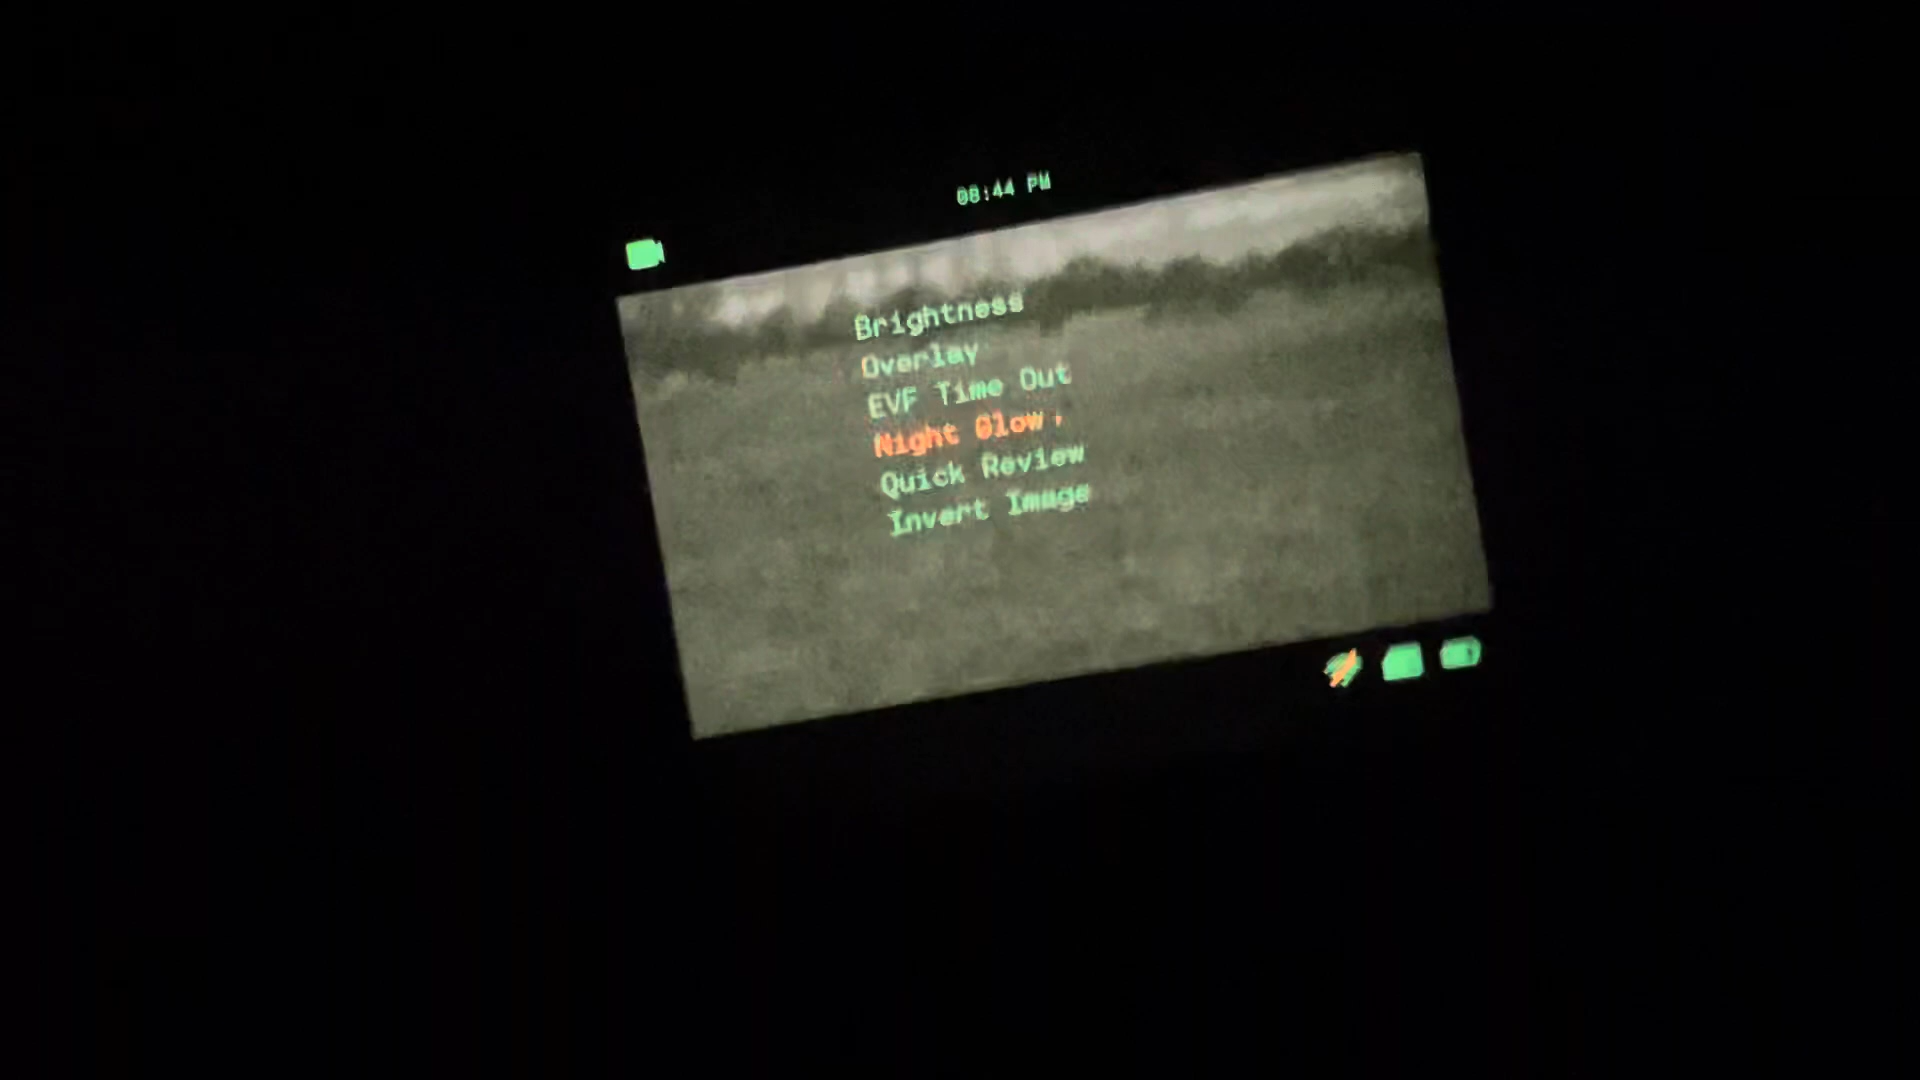 08:44 PM
Brightness
Overlay
EVF Time Out
Night Glow
Quick Review
Invert Image